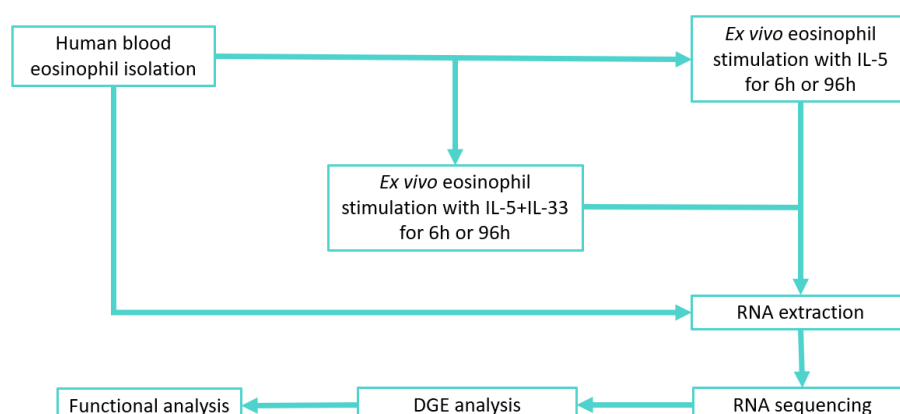 Human blood
eosinophil isolation
Ex vivo eosinophil
stimulation with IL-5
for 6h or 96h
Ex vivo eosinophil
stimulation with IL-5+IL-33
for 6h or 96h
RNA extraction
Functional analysis
DGE analysis
RNA sequencing